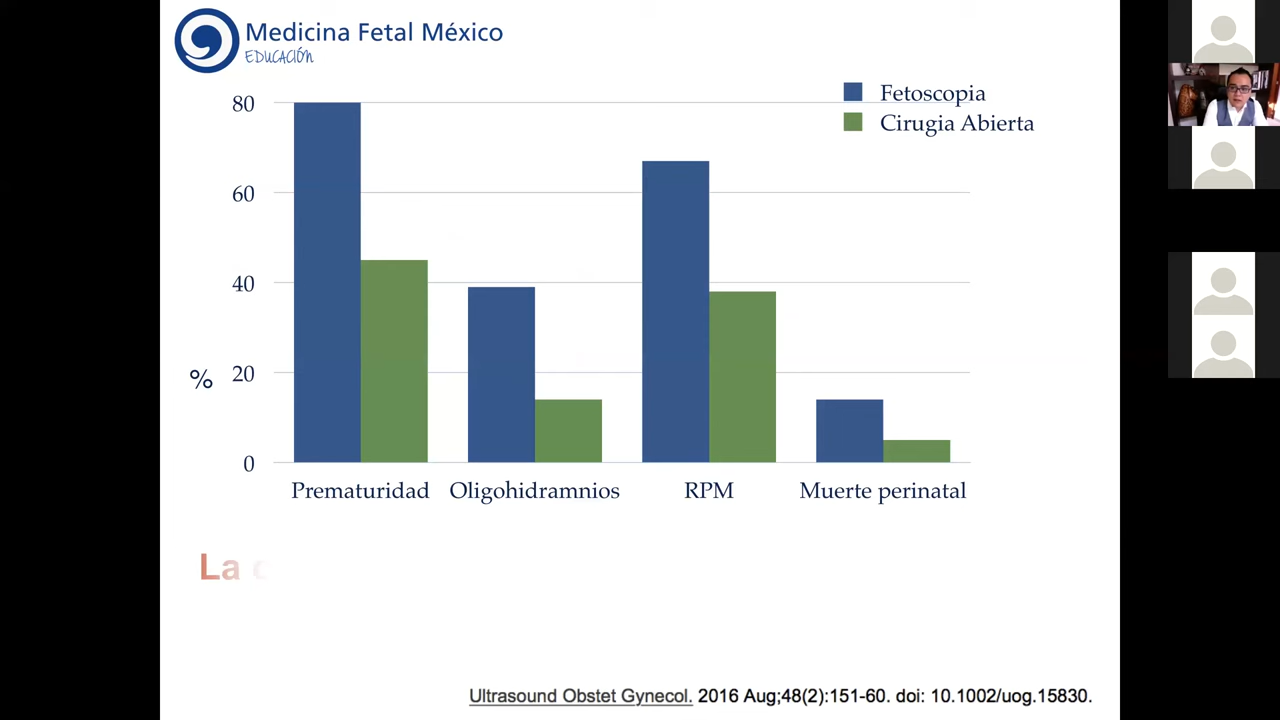 Medicina Fetal México
EDUCACIÓN
Fetoscopia
Cirugia Abierta
80
60
40
% 20
0
Prematuridad Oligohidramnios RPM Muerte perinatal
La
Ultrasound Obstet Gynecol. 2016 Aug;48(2):151-60. doi: 10.1002/uog.15830.